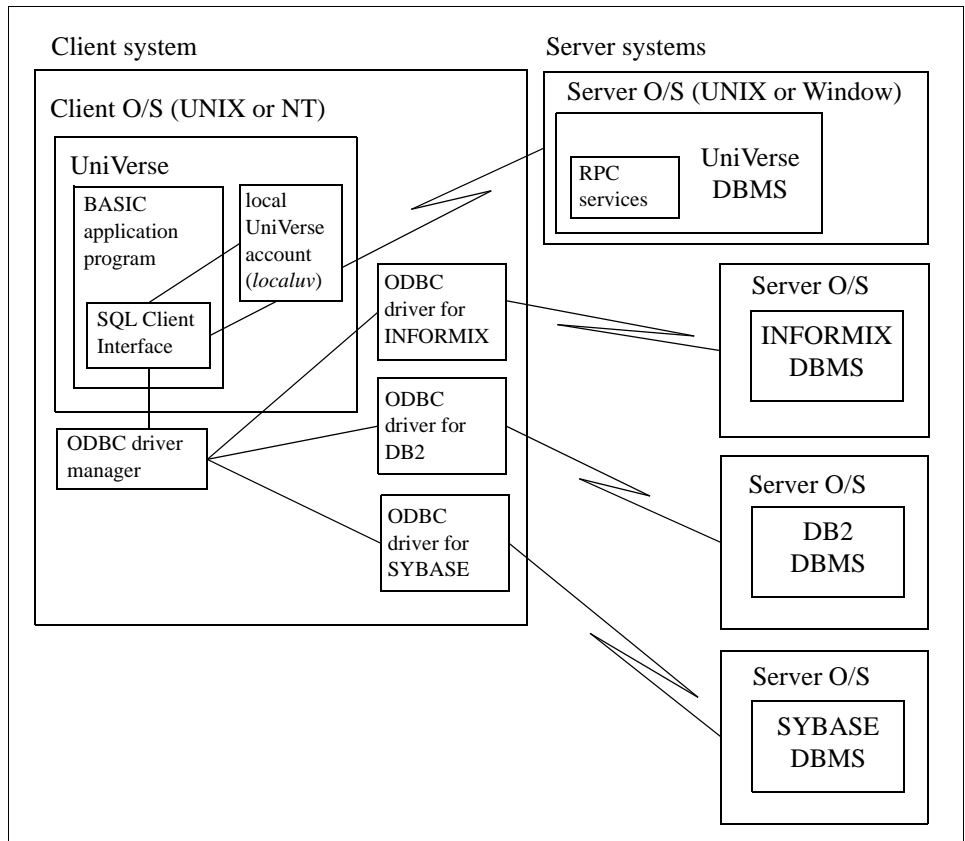 Client system
Server systems
Client O/S (UNIX or NT)
Server O/S (UNIX or Window)
UniVerse
BASIC
application
program
local
UniVerse
account
(localuv)
SQL Client
Interface
ODBC driver
manager
ODBC
driver for
INFORMIX
ODBC
driver for
DB2
ODBC
driver for
SYBASE
RPC
services
UniVerse
DBMS
Server O/S
INFORMIX
DBMS
Server O/S
DB2
DBMS
Server O/S
SYBASE
DBMS